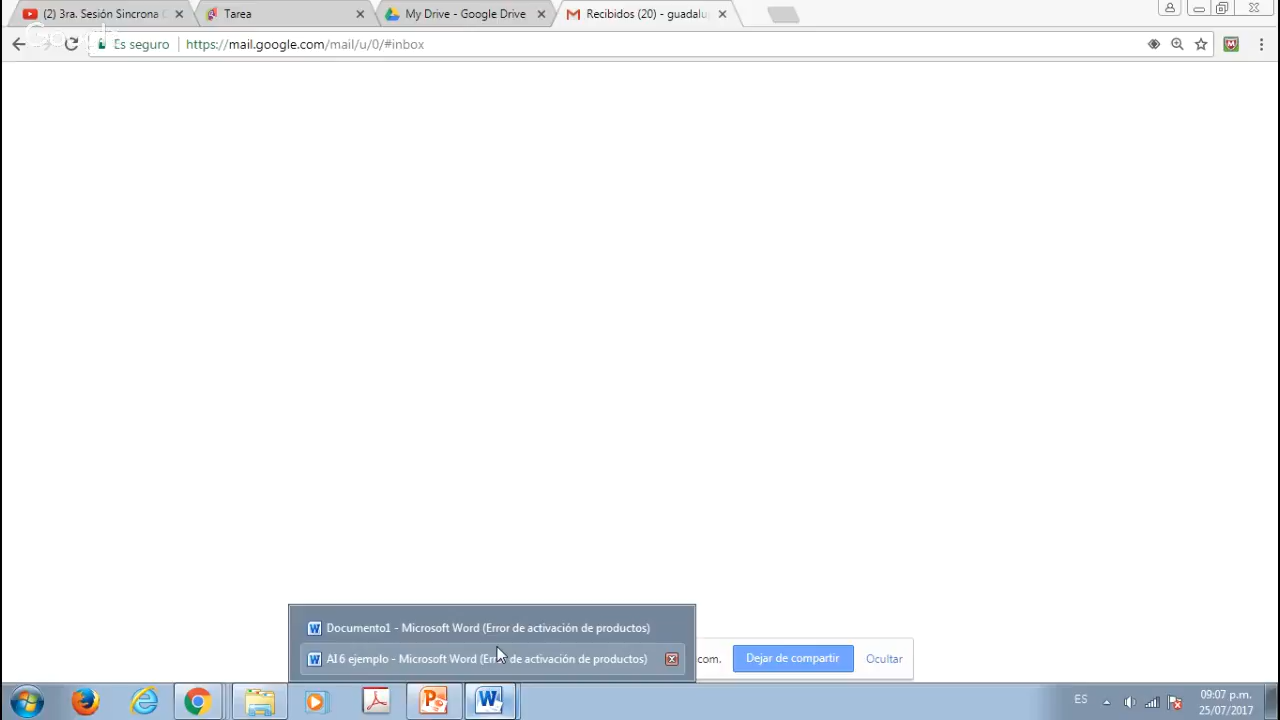 (2) 3ra. Sesión Sincrona
Tarea
My Drive - Google Drive
Recibidos (20) - guadalu
Google
Es seguro
https://mail.google.com/mail/u/0/#inbox
Documento1 - Microsoft Word (Error de activación de productos)
AI6 ejemplo - Microsoft Word (Error de activación de productos)
com.
Dejar de compartir
Ocultar
ES
09:07 p.m.
25/07/2017